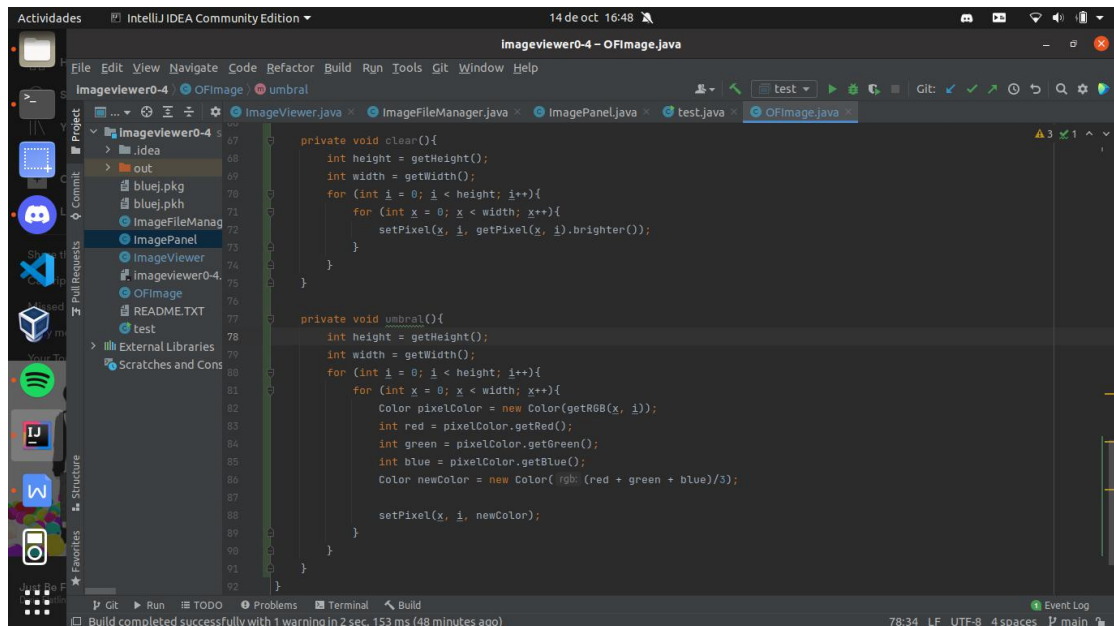 Actividades IntelliJ IDEA Community Edition 14 de oct 16:48
imageviewer0-4 – OFImage.java
File Edit View Navigate Code Refactor Build Run Tools Git Window Help
imageviewer0-4 OFImage umbral test Git:
ImageViewer.java ImageFileManager.java ImagePanel.java test.java OFImage.java
Project
Commit
Pull Requests
Structure
Favorites
imageviewer0-4
.idea
out
bluej.pkg
bluej.pkh
ImageFileManag
ImagePanel
ImageViewer
imageviewer0-4.
OFImage
README.TXT
test
External Libraries
Scratches and Cons
3 1
67 private void clear(){
68 int height = getHeight();
69 int width = getWidth();
70 for (int i = 0; i < height; i++){
71 for (int x = 0; x < width; x++){
72 setPixel(x, i, getPixel(x, i).brighter());
73 }
74 }
75 }
76
77 private void umbral(){
78 int height = getHeight();
79 int width = getWidth();
80 for (int i = 0; i < height; i++){
81 for (int x = 0; x < width; x++){
82 Color pixelColor = new Color(getRGB(x, i));
83 int red = pixelColor.getRed();
84 int green = pixelColor.getGreen();
85 int blue = pixelColor.getBlue();
86 Color newColor = new Color( rgb: (red + green + blue)/3);
87
88 setPixel(x, i, newColor);
89 }
90 }
91 }
92 }
Git Run TODO Problems Terminal Build 1 Event Log
Build completed successfully with 1 warning in 2 sec, 153 ms (48 minutes ago) 78:34 LF UTF-8 4 spaces main